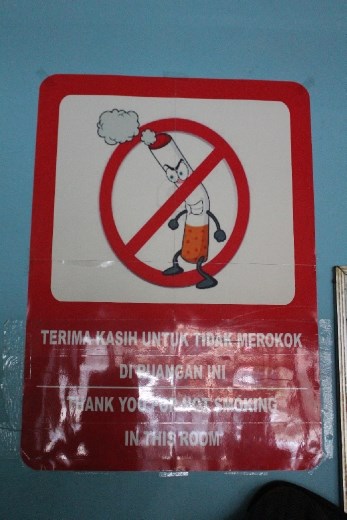 TERIMA KASIH UNTUK TIDAK MEROKOK
DI RUANGAN INI
THANK YOU FOR NOT SMOKING
IN THIS ROOM